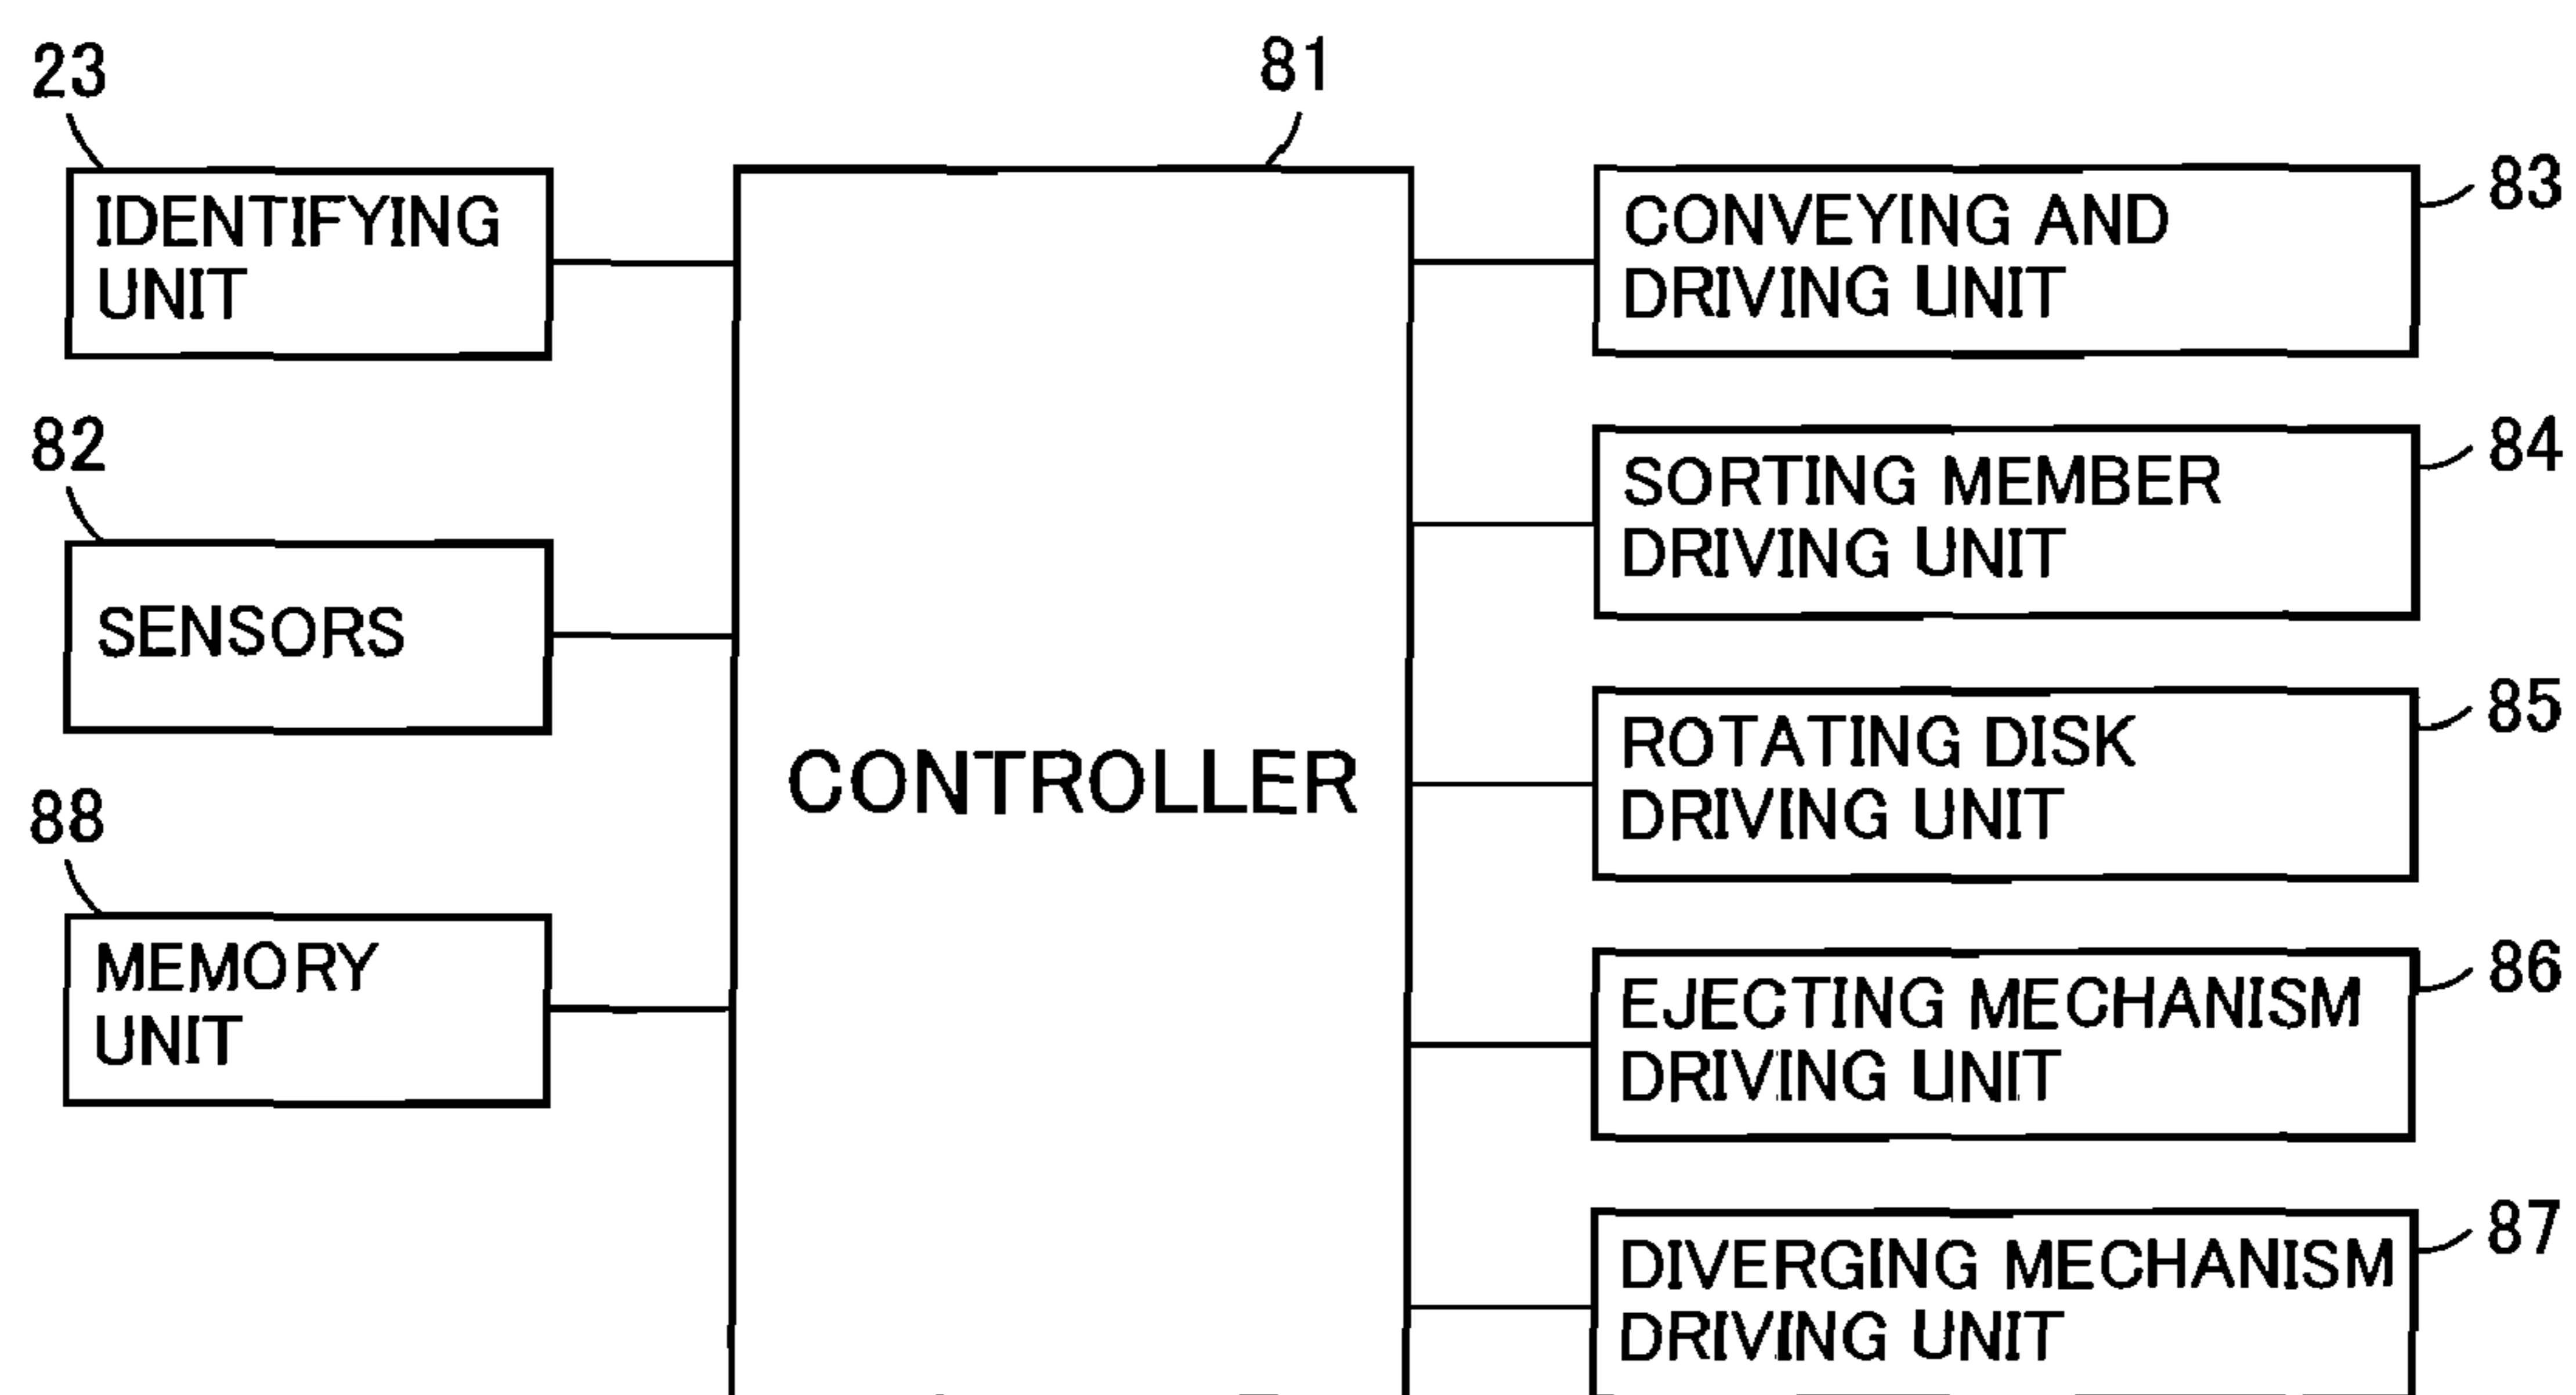 23
IDENTIFYING
UNIT
82
SENSORS
88
MEMORY
UNIT
81
CONTROLLER
83
CONVEYING AND
DRIVING UNIT
84
SORTING MEMBER
DRIVING UNIT
85
ROTATING DISK
DRIVING UNIT
86
EJECTING MECHANISM
DRIVING UNIT
87
DIVERGING MECHANISM
DRIVING UNIT